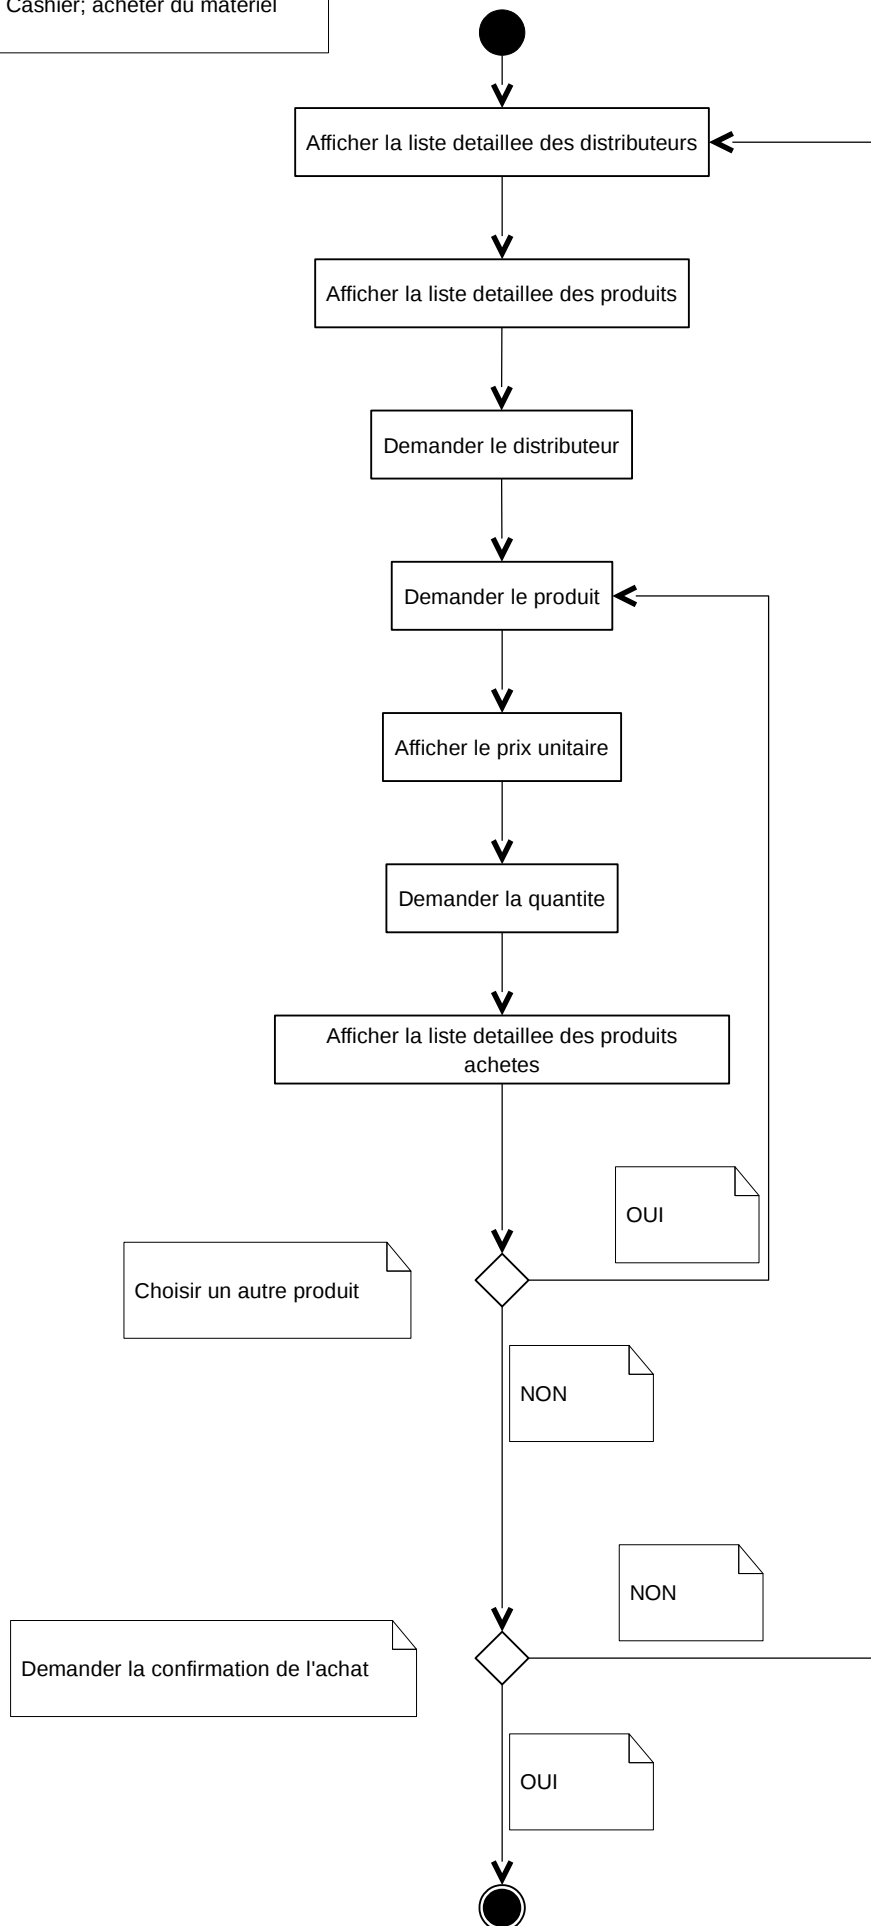 Cashier; acheter du materiel
Afficher la liste detaillee des distributeurs
Afficher la liste detaillee des produits
Demander le distributeur
Demander le produit
Afficher le prix unitaire
Demander la quantite
Afficher la liste detaillee des produits
achetes
OUI
Choisir un autre produit
NON
NON
Demander la confirmation de l'achat
OUI